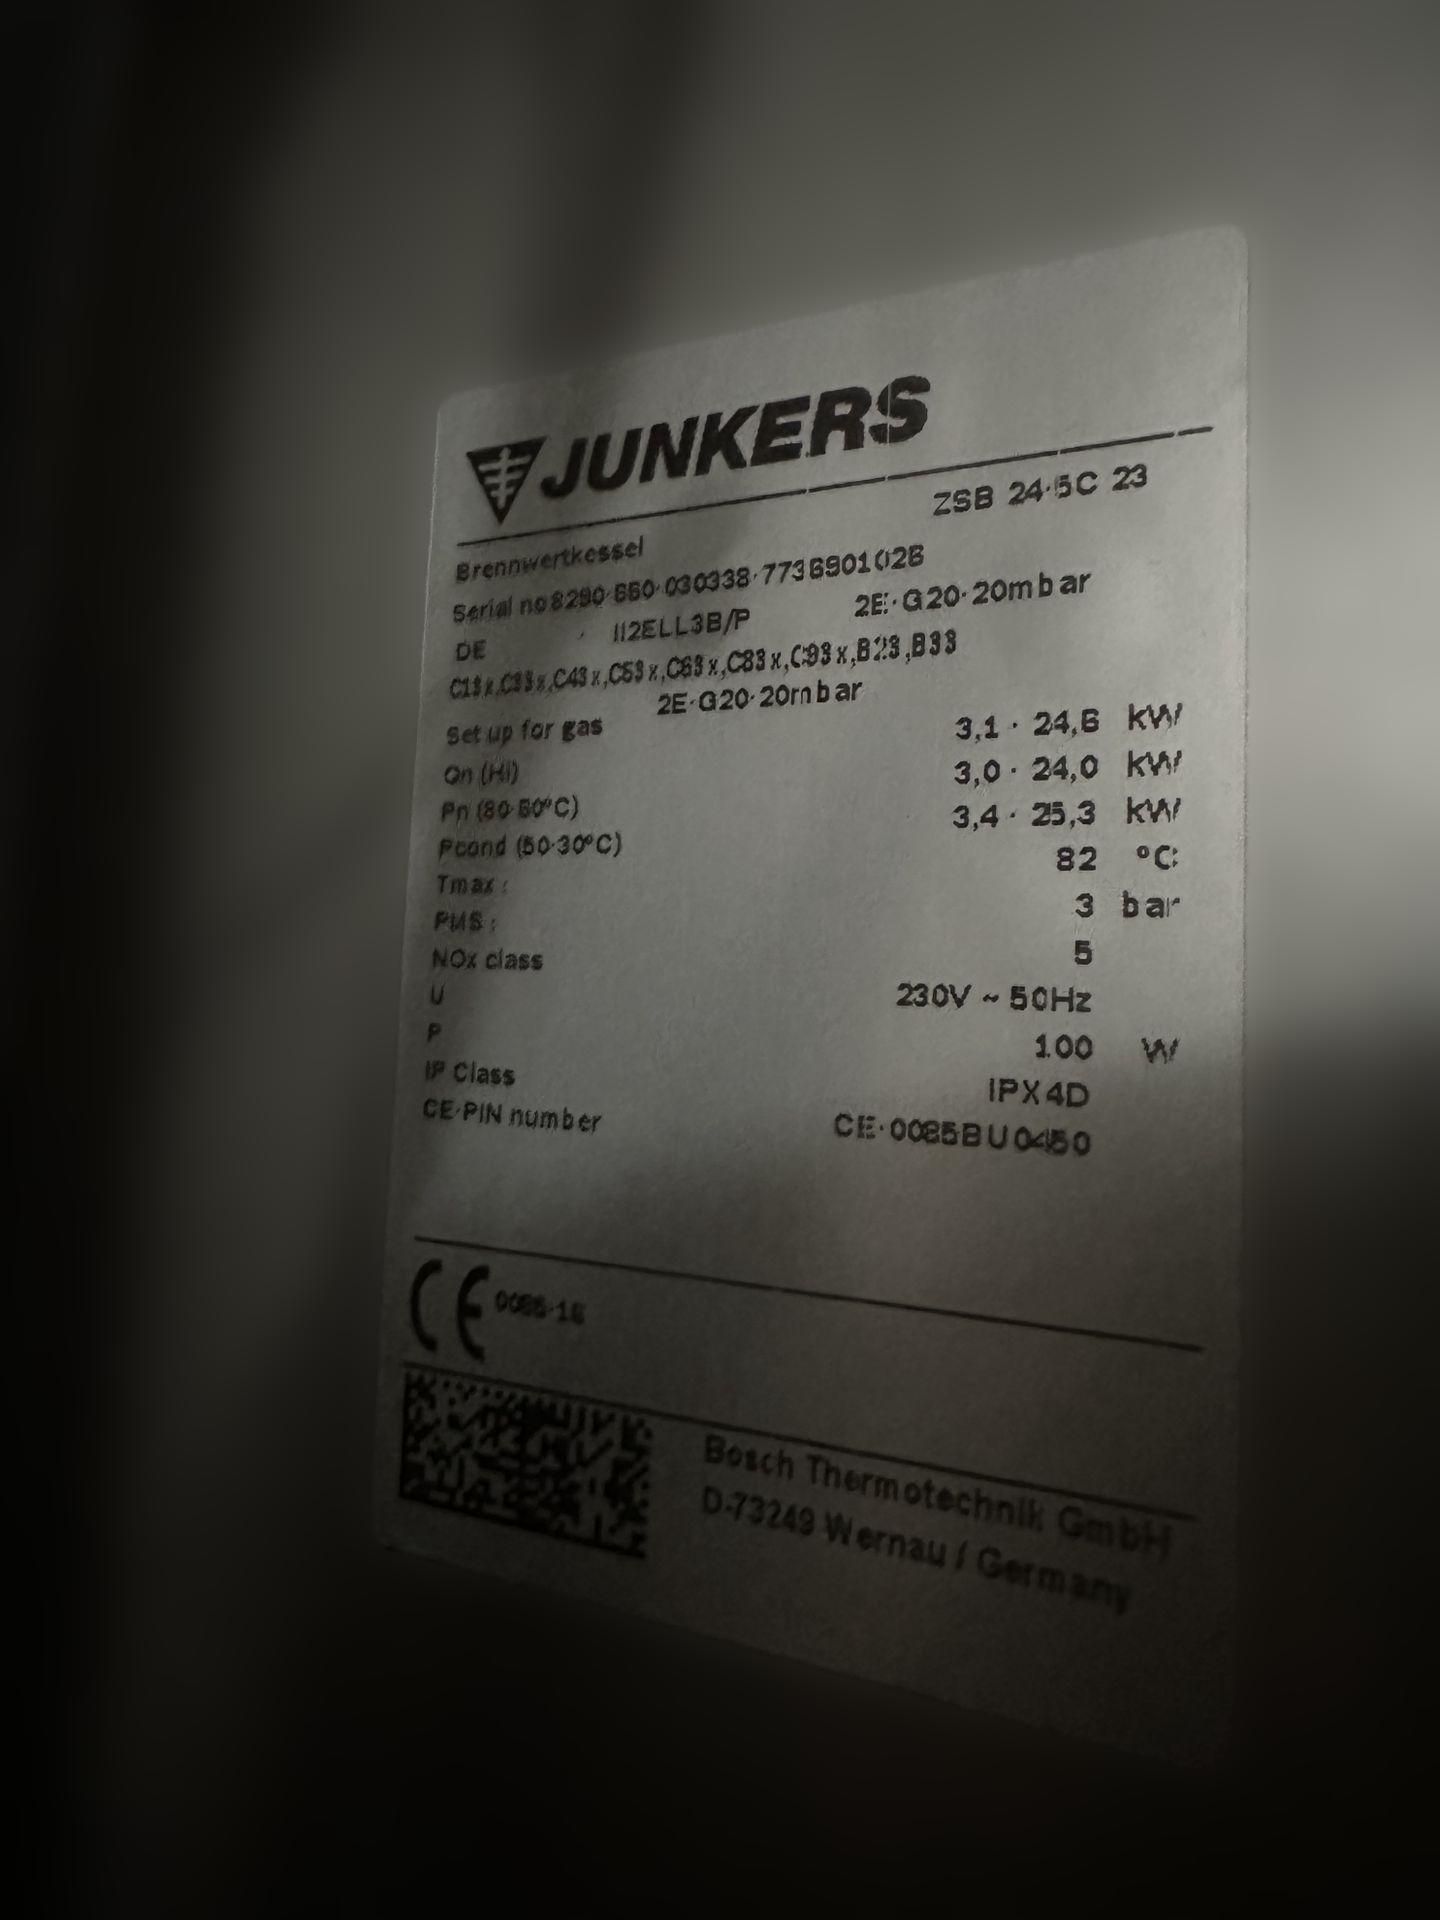 JUNKERS
ZSB 24-5C 23
Brennwertkessel
Serial no
DE II2ELL3B/P 2E-G20-20mbar
C13x,C33x,C43x,C53x,C63x,C83x,C93x,B23,B33
Set up for gas 2E-G20-20mbar
Qn (Hi) 3,1 - 24,6 kW
Pn (80-60°C) 3,0 - 24,0 kW
Pcond (50-30°C) 3,4 - 25,3 kW
Tmax : 82 °C
PMS : 3 bar
NOx class 5
U 230V ~ 50Hz
P 100 W
IP Class IPX4D
CE-PIN number CE-0085BU0450
CE 0085-16
Bosch Thermotechnik GmbH
D-73249 Wernau / Germany